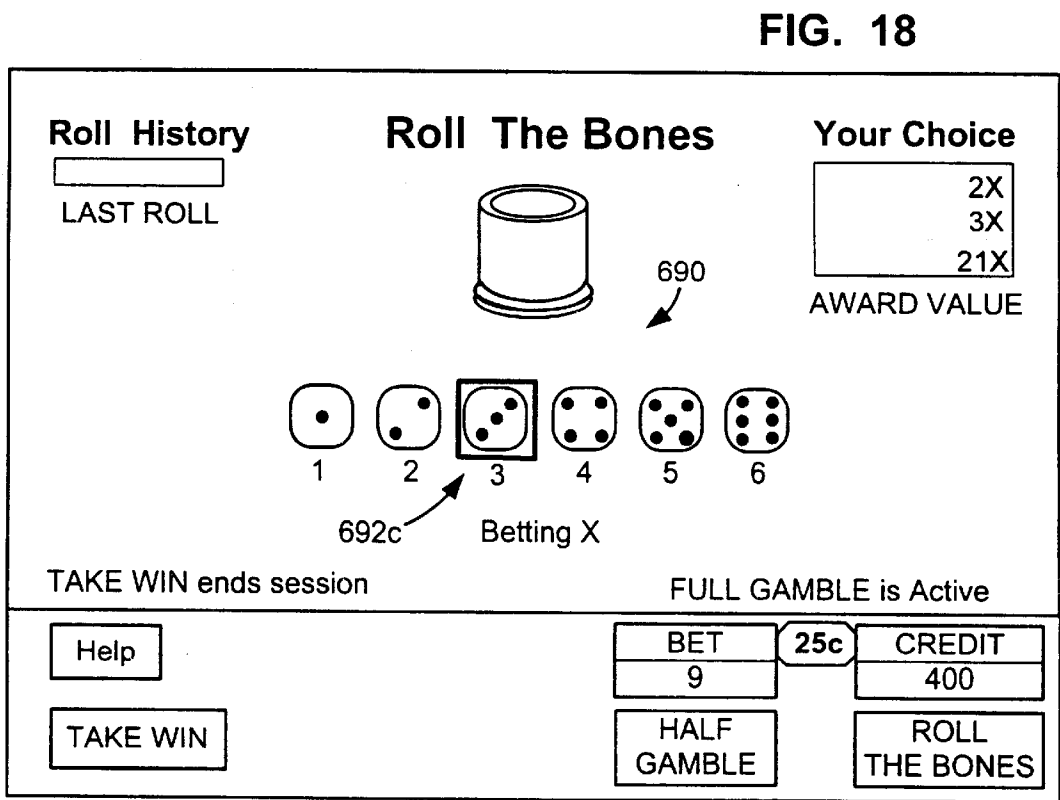 FIG. 18
Roll History
Roll The Bones
Your Choice
LAST ROLL
2X
3X
21X
AWARD VALUE
690
1 2 3 4 5 6
692c
Betting X
TAKE WIN ends session
FULL GAMBLE is Active
Help
BET
9
25c
CREDIT
400
TAKE WIN
HALF
GAMBLE
ROLL
THE BONES